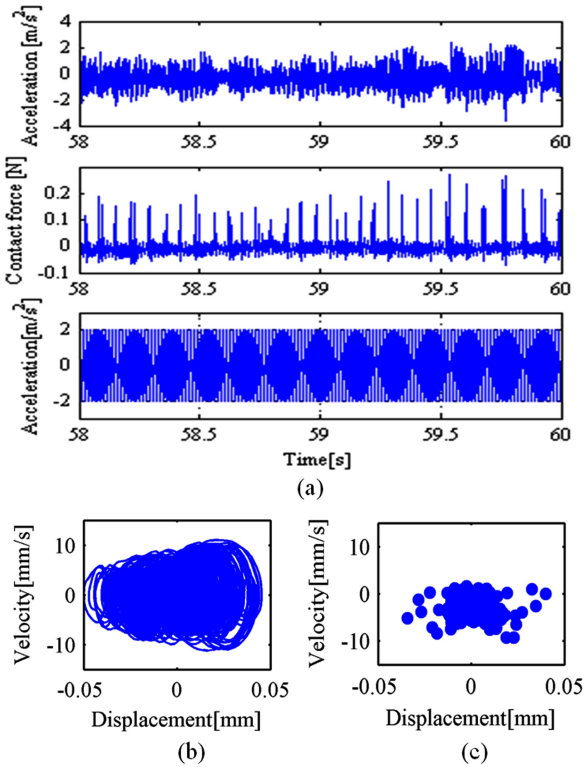 Acceleration [m/s²]
4
2
0
-2
-4
58 58.5 59 59.5 60
Contact force [N]
0.2
0.1
0
-0.1
58 58.5 59 59.5 60
Acceleration[m/s²]
2
0
-2
58 58.5 59 59.5 60
Time[s]
(a)
Velocity[mm/s]
10
0
-10
-0.05 0 0.05
Displacement[mm]
(b)
Velocity[mm/s]
10
0
-10
-0.05 0 0.05
Displacement[mm]
(c)